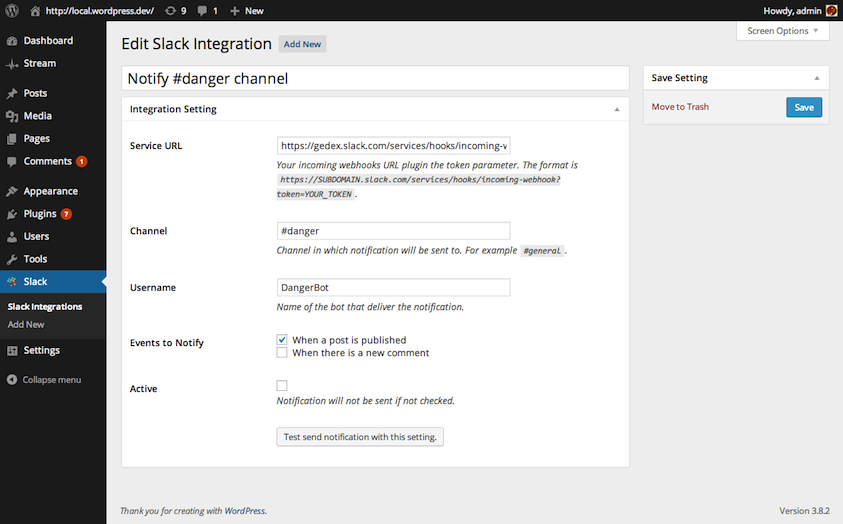 http://local.wordpress.dev/ 9 1 New Howdy, admin
Screen Options
Dashboard
Stream
Posts
Media
Pages
Comments 1
Appearance
Plugins 7
Users
Tools
Slack
Slack Integrations
Add New
Settings
Collapse menu
Edit Slack Integration Add New
Notify #danger channel
Integration Setting
Service URL
https://gedex.slack.com/services/hooks/incoming-w
Your incoming webhooks URL plugin the token parameter. The format is
https://SUBDOMAIN.slack.com/services/hooks/incoming-webhook?
token=YOUR_TOKEN .
Channel
#danger
Channel in which notification will be sent to. For example #general .
Username
DangerBot
Name of the bot that deliver the notification.
Events to Notify
When a post is published
When there is a new comment
Active
Notification will not be sent if not checked.
Test send notification with this setting.
Save Setting
Move to Trash Save
Thank you for creating with WordPress. Version 3.8.2